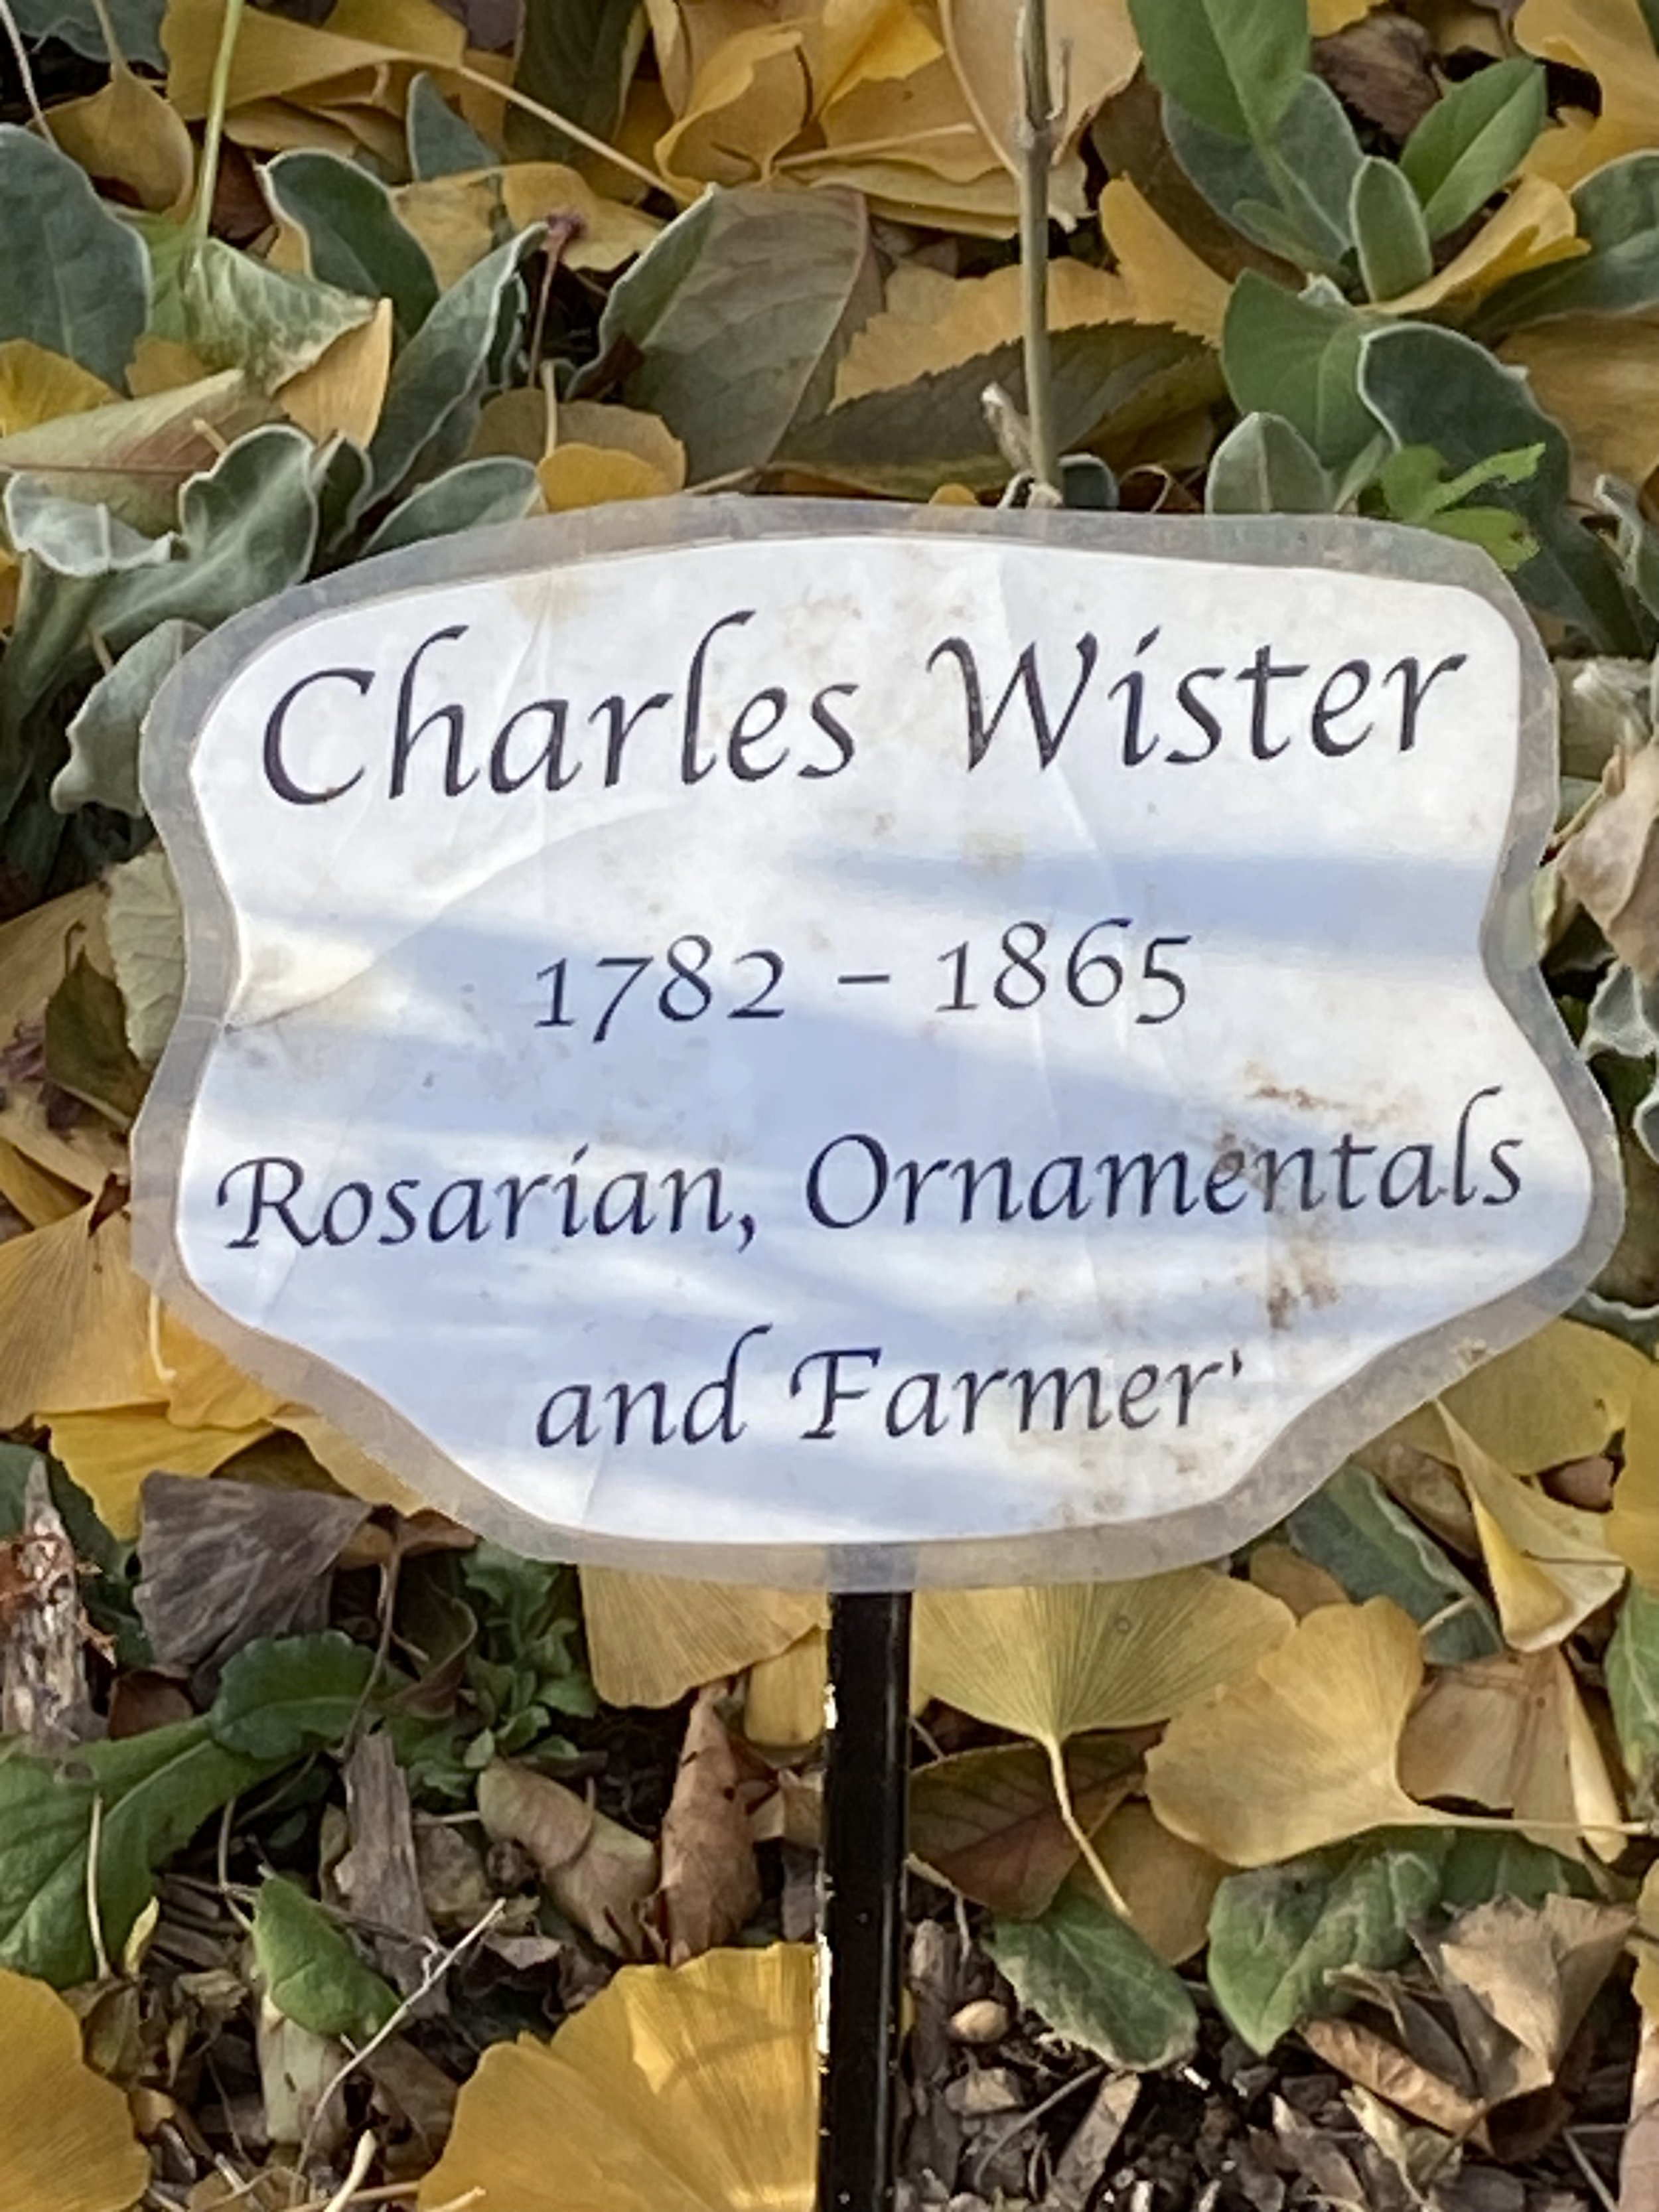 Charles Wister
1782 – 1865
Rosarian, Ornamentals
and Farmer'